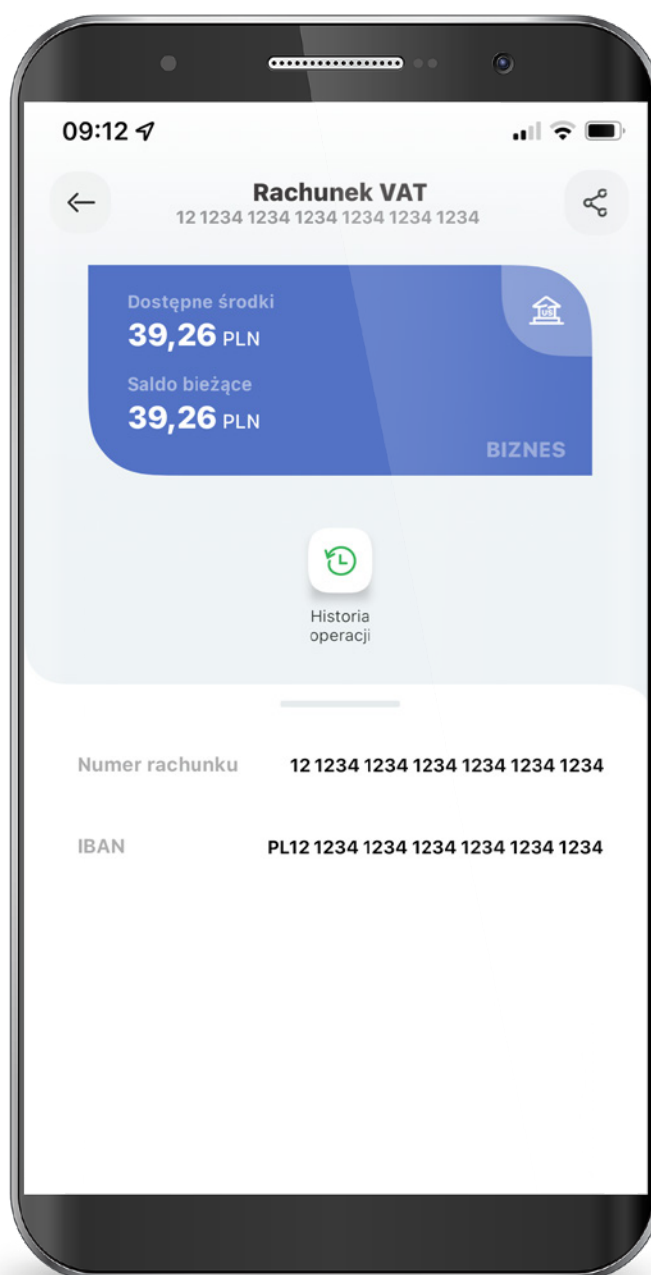 09:12
Rachunek VAT
12 1234 1234 1234 1234 1234 1234
Dostępne środki
39,26 PLN
US
Saldo bieżące
39,26 PLN
BIZNES
Historia
operacji
Numer rachunku 12 1234 1234 1234 1234 1234 1234
IBAN PL12 1234 1234 1234 1234 1234 1234